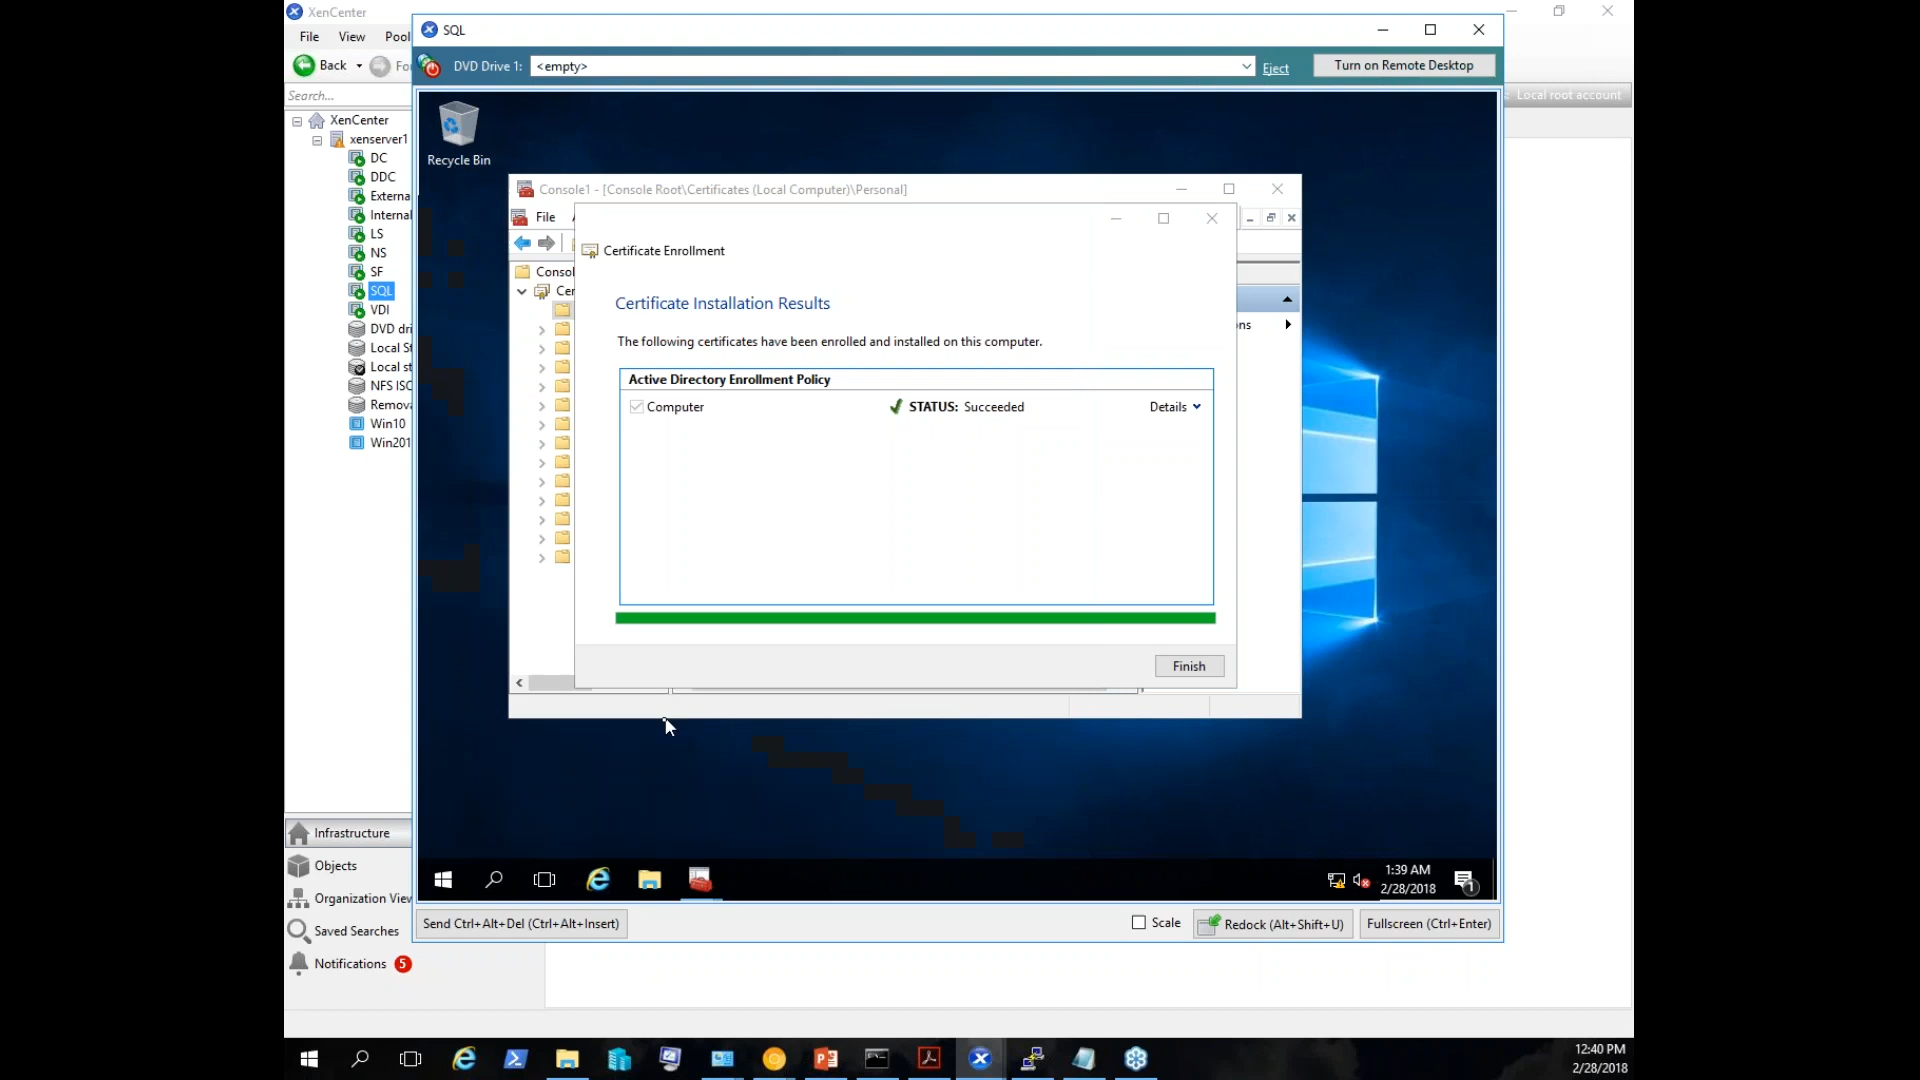 XenCenter
File View Pool
Back
Search...
XenCenter
xenserver1
DC
DDC
Externa
Internal
LS
NS
SF
SQL
VDI
DVD dri
Local St
Local st
NFS ISO
Remova
Win10
Win201
Infrastructure
Objects
Organization View
Saved Searches
Notifications 5
SQL
DVD Drive 1: <empty> Eject Turn on Remote Desktop
Local root account
Recycle Bin
Console1 - [Console Root\Certificates (Local Computer)\Personal]
File
Certificate Enrollment
Consol
Cer
Certificate Installation Results
The following certificates have been enrolled and installed on this computer.
Active Directory Enrollment Policy
Computer STATUS: Succeeded Details
ons
Finish
1:39 AM
2/28/2018
1
Send Ctrl+Alt+Del (Ctrl+Alt+Insert) Scale Redock (Alt+Shift+U) Fullscreen (Ctrl+Enter)
12:40 PM
2/28/2018